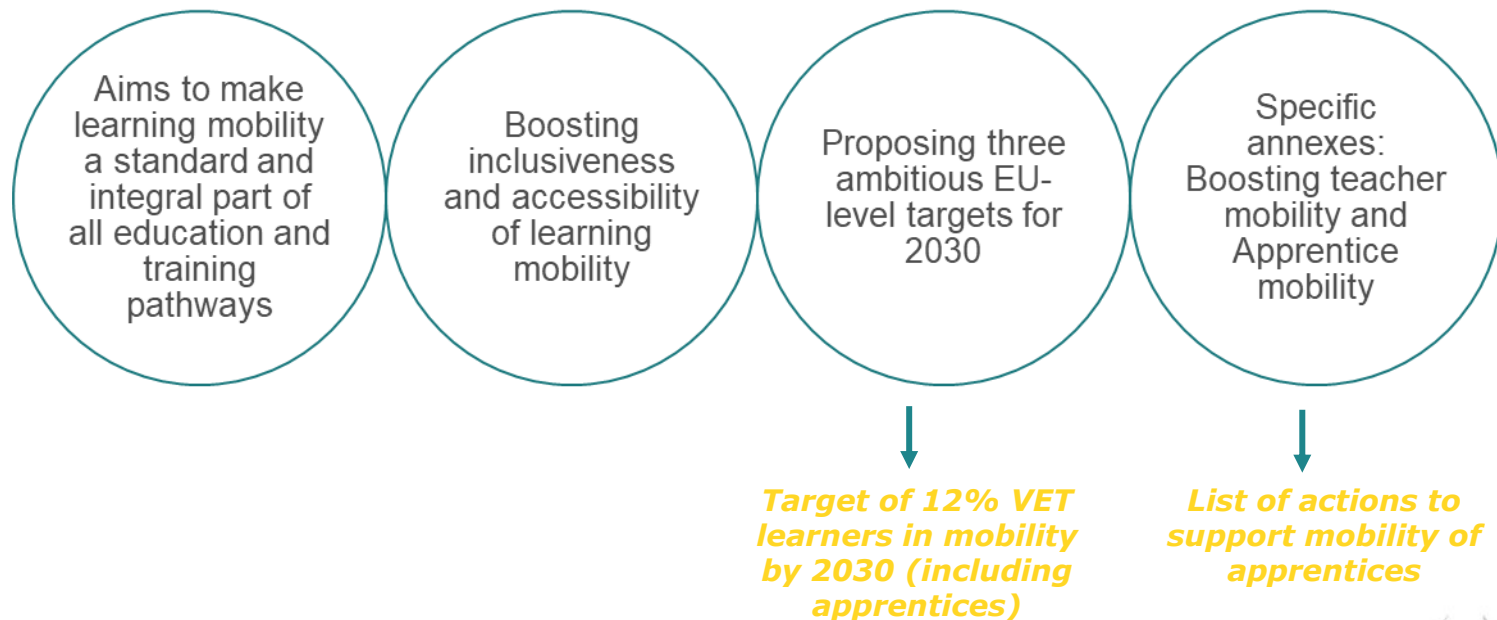 Aims to make
learning mobility
a standard and
integral part of
all education and
training
pathways
Boosting
inclusiveness
and accessibility
of learning
mobility
Proposing three
ambitious EU-
level targets for
2030
Specific
annexes:
Boosting teacher
mobility and
Apprentice
mobility
Target of 12% VET
learners in mobility
by 2030 (including
apprentices)
List of actions to
support mobility of
apprentices